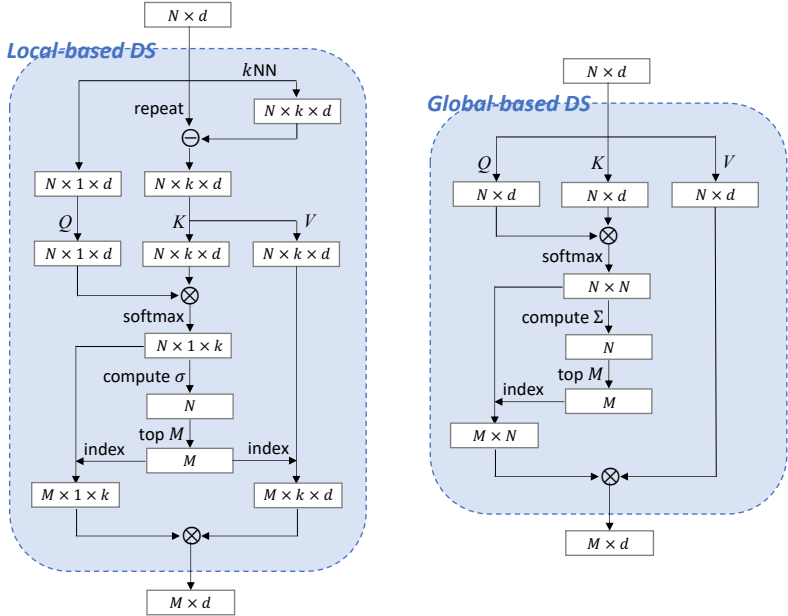 N × d
Local-based DS
kNN
repeat
N × k × d
−
N × 1 × d
N × k × d
Q
K
V
N × 1 × d
N × k × d
N × k × d
⊗
softmax
N × 1 × k
compute σ
N
top M
index
M
index
M × 1 × k
M × k × d
⊗
M × d
N × d
Global-based DS
Q
K
V
N × d
N × d
N × d
⊗
softmax
N × N
compute Σ
N
top M
index
M
M × N
⊗
M × d